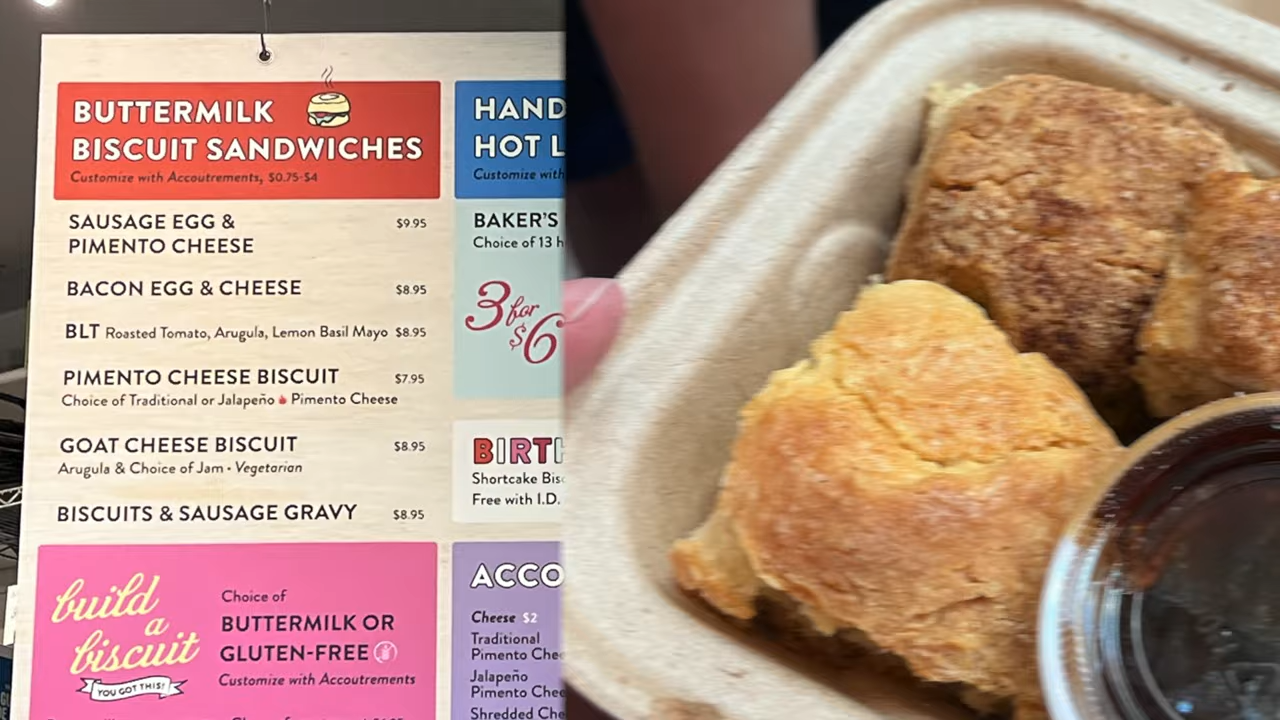 BUTTERMILK
BISCUIT SANDWICHES
Customize with Accoutrements, $0.75-$4
SAUSAGE EGG &
PIMENTO CHEESE $9.95
BACON EGG & CHEESE $8.95
BLT Roasted Tomato, Arugula, Lemon Basil Mayo $8.95
PIMENTO CHEESE BISCUIT $7.95
Choice of Traditional or Jalapeño Pimento Cheese
GOAT CHEESE BISCUIT $8.95
Arugula & Choice of Jam • Vegetarian
BISCUITS & SAUSAGE GRAVY $8.95
build
a
biscuit
YOU GOT THIS!
Choice of
BUTTERMILK OR
GLUTEN-FREE
Customize with Accoutrements
HAND
HOT L
Customize with
BAKER'S
Choice of 13 h
3 for
$6
BIRTH
Shortcake Bisc
Free with I.D.
ACCO
Cheese $2
Traditional
Pimento Chee
Jalapeño
Pimento Chee
Shredded Che